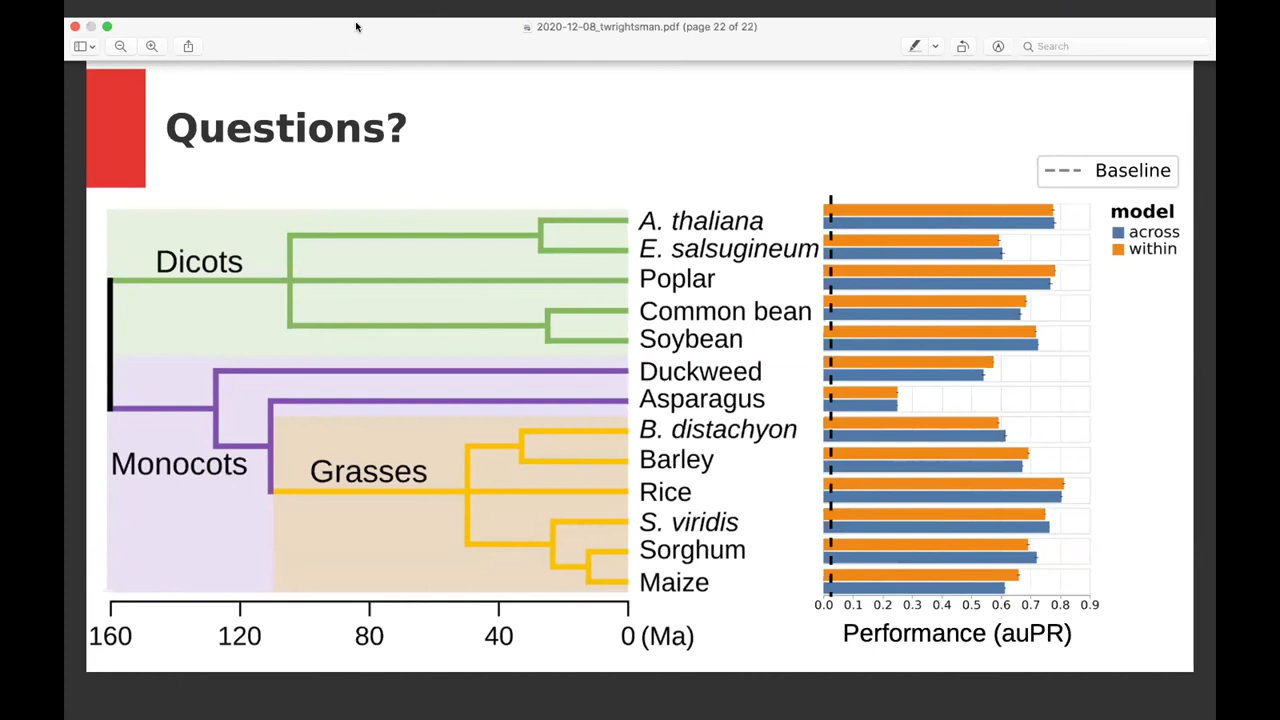 2020-12-08_twrightsman.pdf (page 22 of 22)
Search
Questions?
Baseline
model
across
within
Dicots
Monocots
Grasses
A. thaliana
E. salsugineum
Poplar
Common bean
Soybean
Duckweed
Asparagus
B. distachyon
Barley
Rice
S. viridis
Sorghum
Maize
0.0 0.1 0.2 0.3 0.4 0.5 0.6 0.7 0.8 0.9
160 120 80 40 0 (Ma)
Performance (auPR)